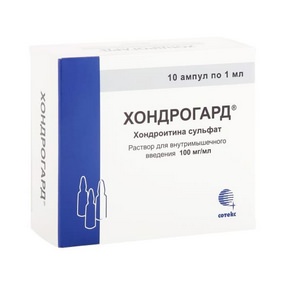 10 ампул по 1 мл
ХОНДРОГАРД®
Хондроитина сульфат
Раствор для внутримышечного
введения 100 мг/мл
ХОНДРОГАРД®
сотекс